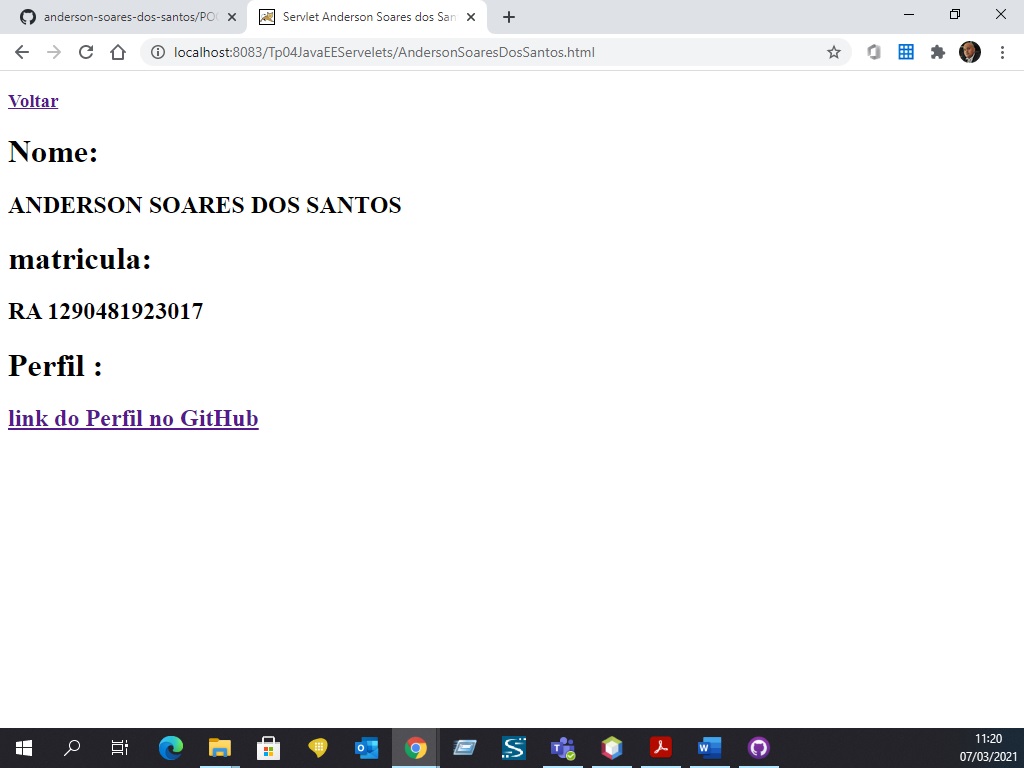 anderson-soares-dos-santos/POC
Servlet Anderson Soares dos San
localhost:8083/Tp04JavaEEServelets/AndersonSoaresDosSantos.html
Voltar
Nome:
ANDERSON SOARES DOS SANTOS
matricula:
RA 1290481923017
Perfil :
link do Perfil no GitHub
11:20
07/03/2021